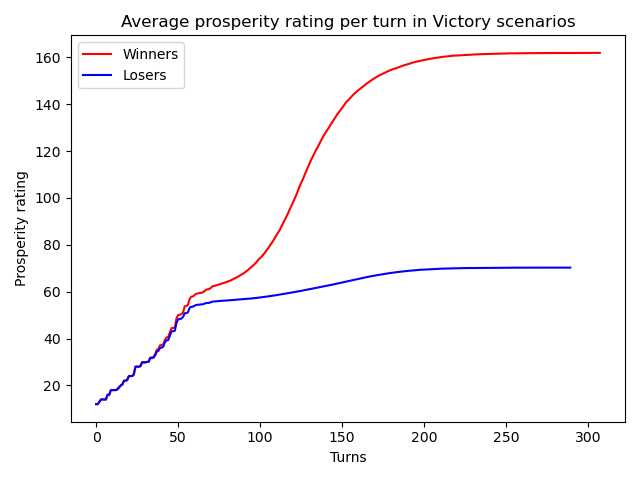 Average prosperity rating per turn in Victory scenarios
Winners
Losers
160
140
120
100
80
60
40
20
Prosperity rating
0 50 100 150 200 250 300
Turns